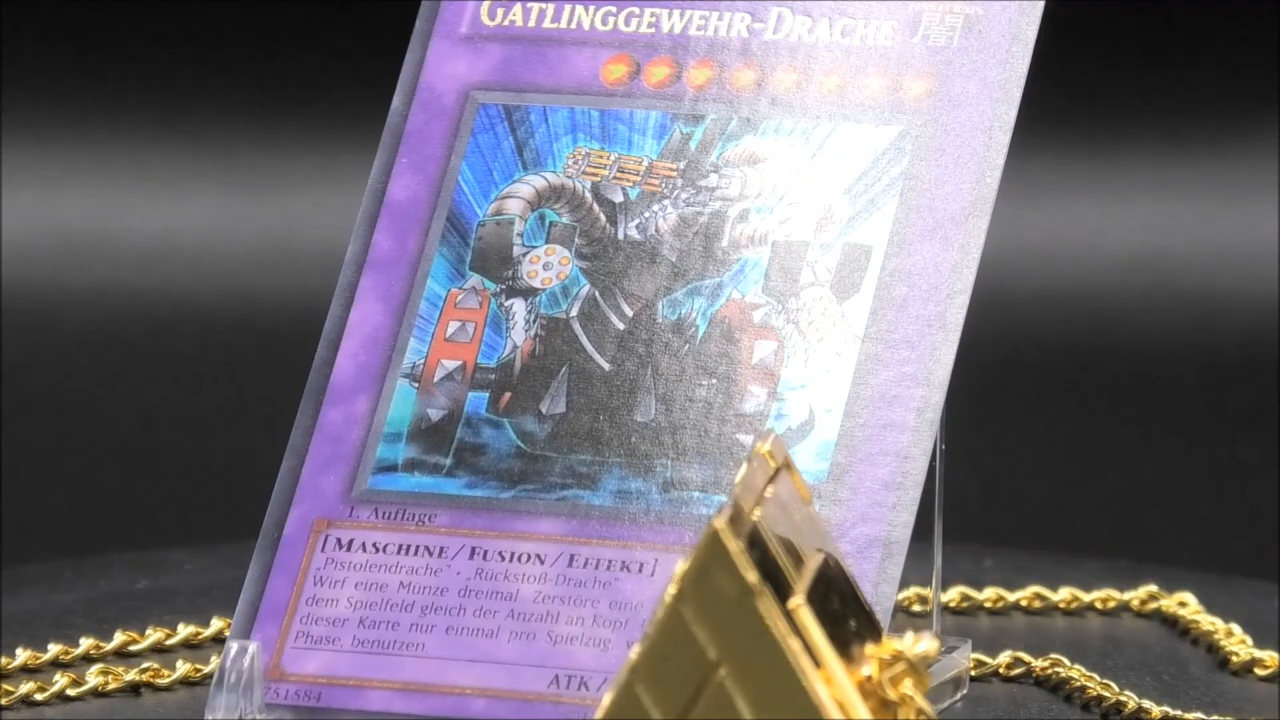 GATLINGGEWEHR-DRACHE 闇
1. Auflage
[MASCHINE/FUSION/EFFEKT]
„Pistolendrache“ · „Rückstoß-Drache“
Wirf eine Münze dreimal. Zerstöre eine
dem Spielfeld gleich der Anzahl an Kopf
dieser Karte nur einmal pro Spielzug,
Phase, benutzen.
ATK/
751584